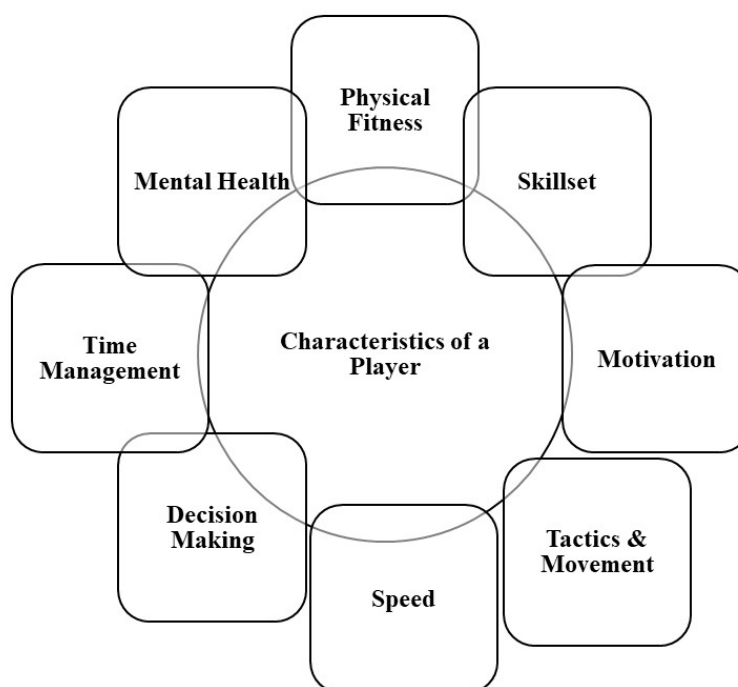 Physical
Fitness
Mental Health
Skillset
Characteristics of a
Player
Time
Management
Motivation
Decision
Making
Tactics &
Movement
Speed